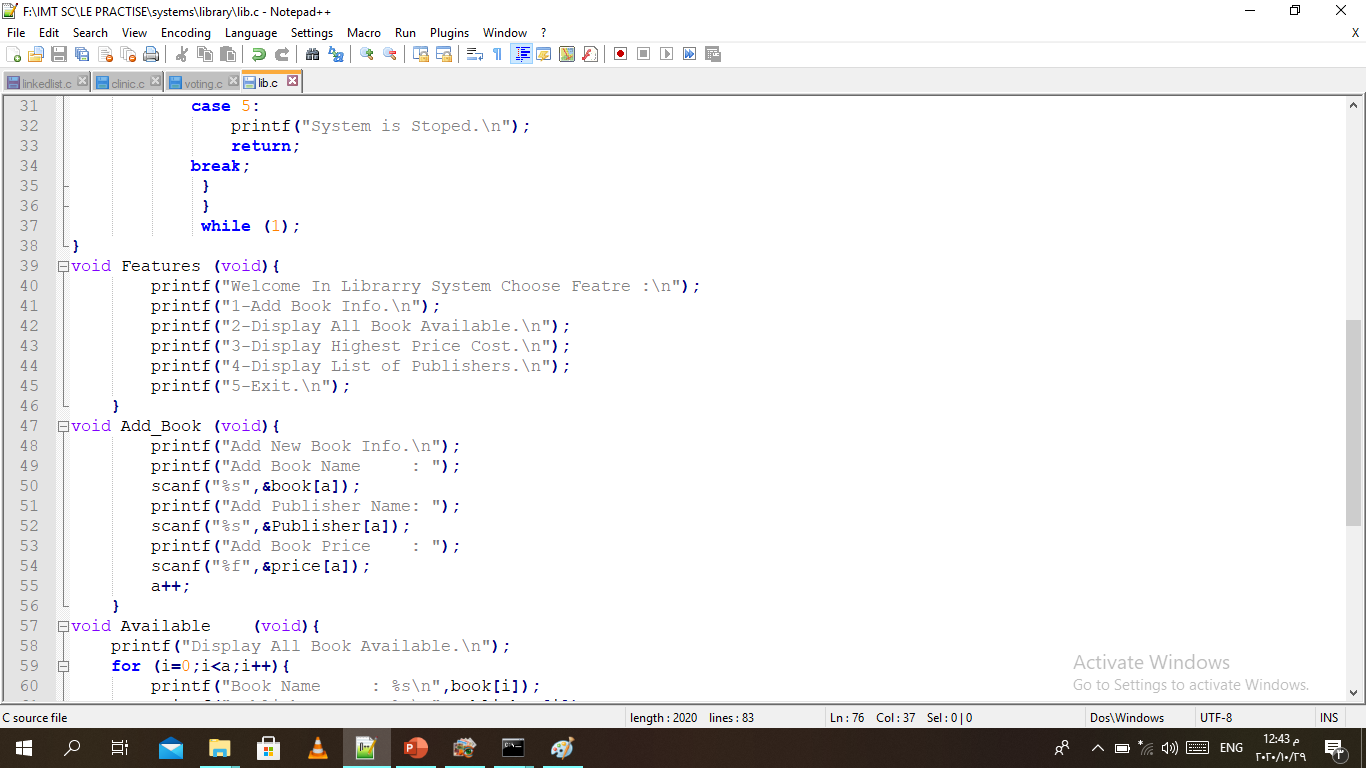 F:\IMT SC\LE PRACTISE\systems\library\lib.c - Notepad++
File Edit Search View Encoding Language Settings Macro Run Plugins Window ? X
linkedlist.c clinic.c voting.c lib.c
31 case 5:
32 printf("System is Stoped.\n");
33 return;
34 break;
35 }
36 }
37 while (1);
38 }
39 void Features (void){
40 printf("Welcome In Librarry System Choose Featre :\n");
41 printf("1-Add Book Info.\n");
42 printf("2-Display All Book Available.\n");
43 printf("3-Display Highest Price Cost.\n");
44 printf("4-Display List of Publishers.\n");
45 printf("5-Exit.\n");
46 }
47 void Add_Book (void){
48 printf("Add New Book Info.\n");
49 printf("Add Book Name     : ");
50 scanf("%s",&book[a]);
51 printf("Add Publisher Name: ");
52 scanf("%s",&Publisher[a]);
53 printf("Add Book Price    : ");
54 scanf("%f",&price[a]);
55 a++;
56 }
57 void Available    (void){
58 printf("Display All Book Available.\n");
59 for (i=0;i<a;i++){
60 printf("Book Name     : %s\n",book[i]);
Activate Windows
Go to Settings to activate Windows.
C source file length : 2020 lines : 83 Ln : 76 Col : 37 Sel : 0 | 0 Dos\Windows UTF-8 INS
ENG 12:43 م
٢٠٢٠/١٠/٢٩
٣